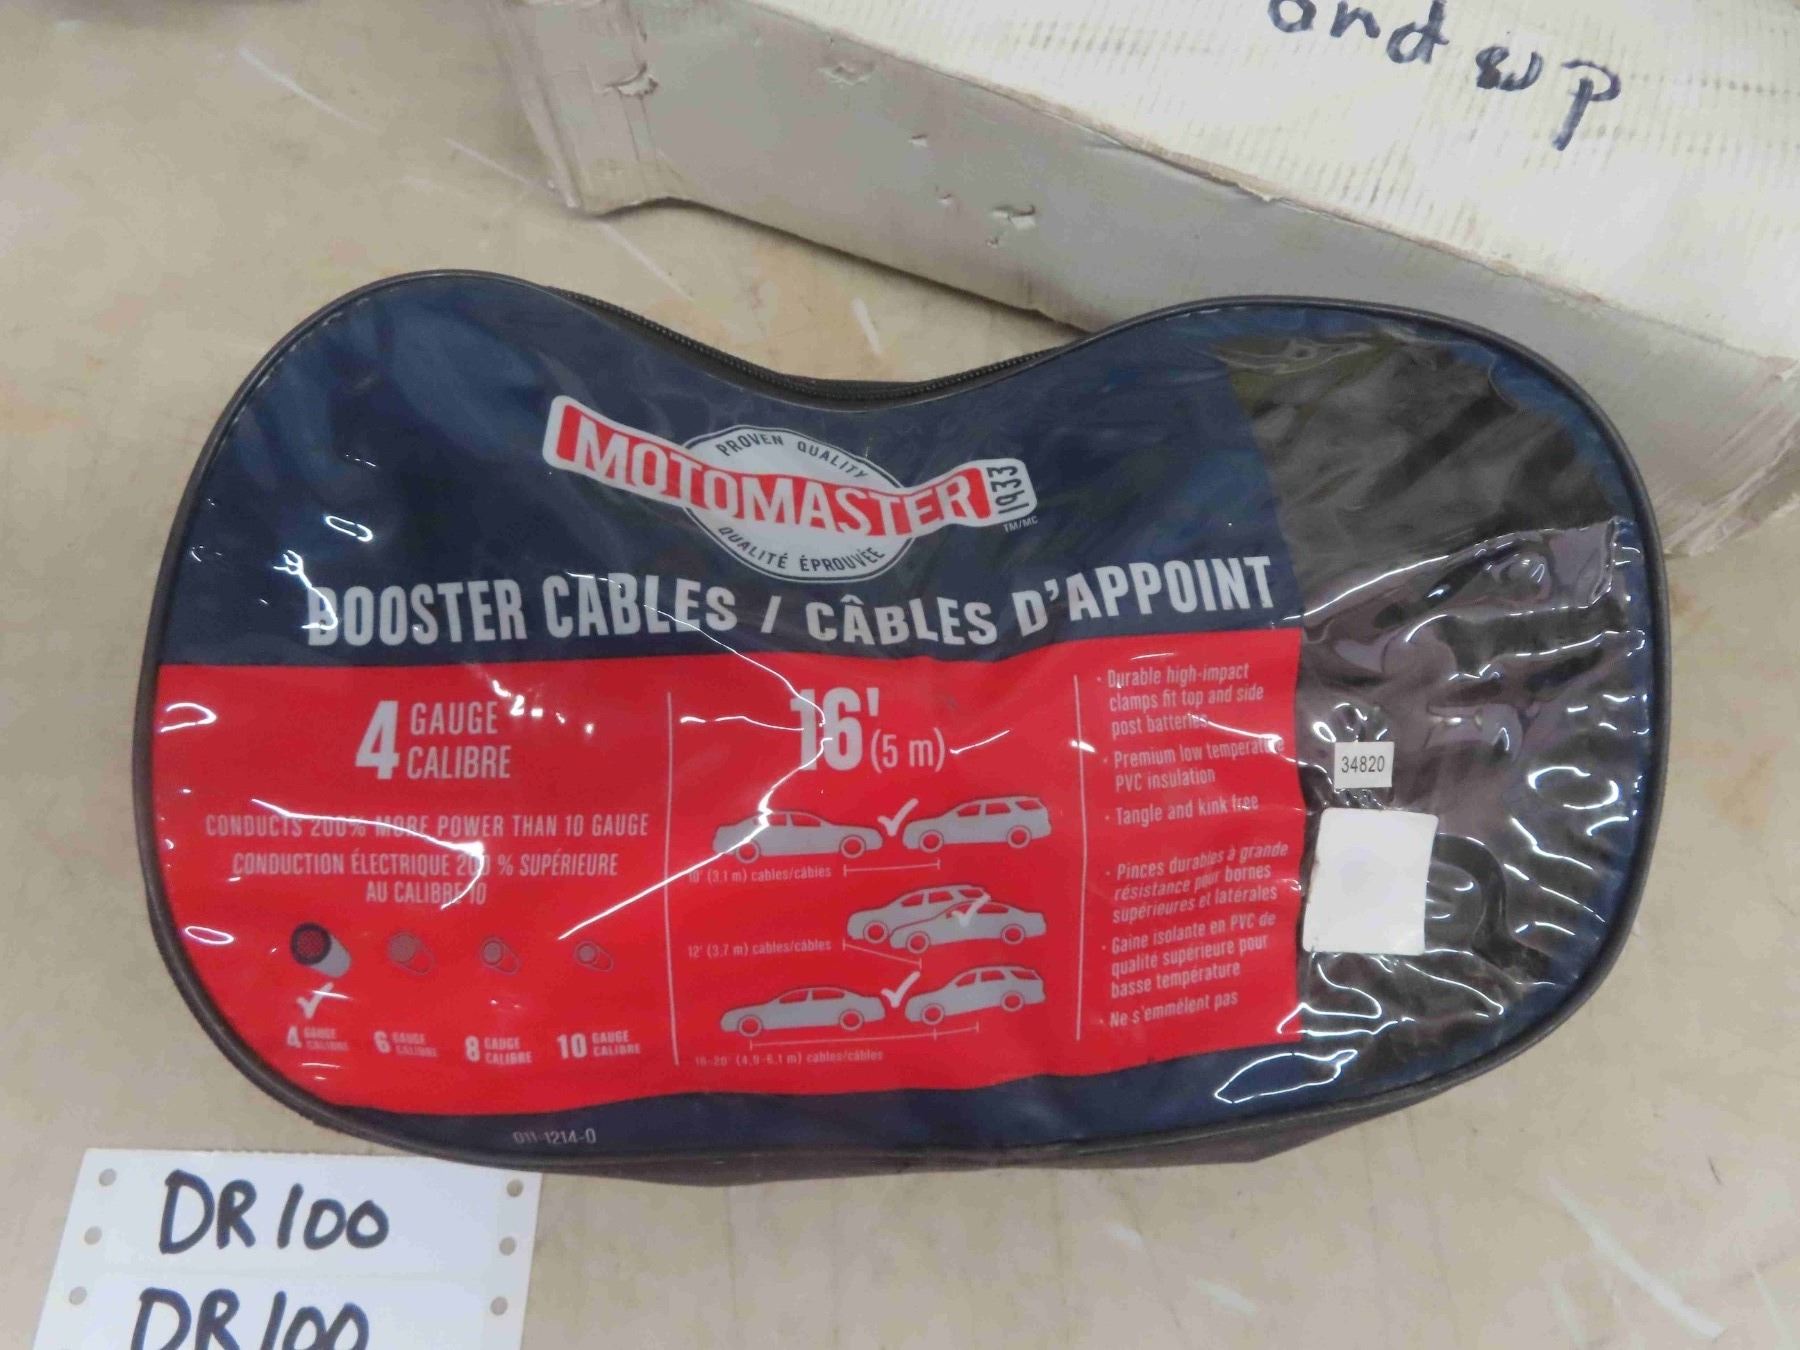 and up
PROVEN QUALITY
MOTOMASTER 1933
TM/MC
QUALITÉ ÉPROUVÉE
BOOSTER CABLES / CÂBLES D'APPOINT
4 GAUGE
CALIBRE
CONDUCTS 200% MORE POWER THAN 10 GAUGE
CONDUCTION ÉLECTRIQUE 200 % SUPÉRIEURE
AU CALIBRE 10
4 GAUGE CALIBRE
6 GAUGE CALIBRE
8 GAUGE CALIBRE
10 GAUGE CALIBRE
16' (5 m)
10' (3.1 m) cables/câbles
12' (3.7 m) cables/câbles
16-20' (4.9-6.1 m) cables/câbles
· Durable high-impact
clamps fit top and side
post batteries
· Premium low temperature
PVC insulation
· Tangle and kink free
· Pinces durables à grande
résistance pour bornes
supérieures et latérales
· Gaine isolante en PVC de
qualité supérieure pour
basse température
· Ne s'emmêlent pas
34820
011-1214-0
DR100
DR100